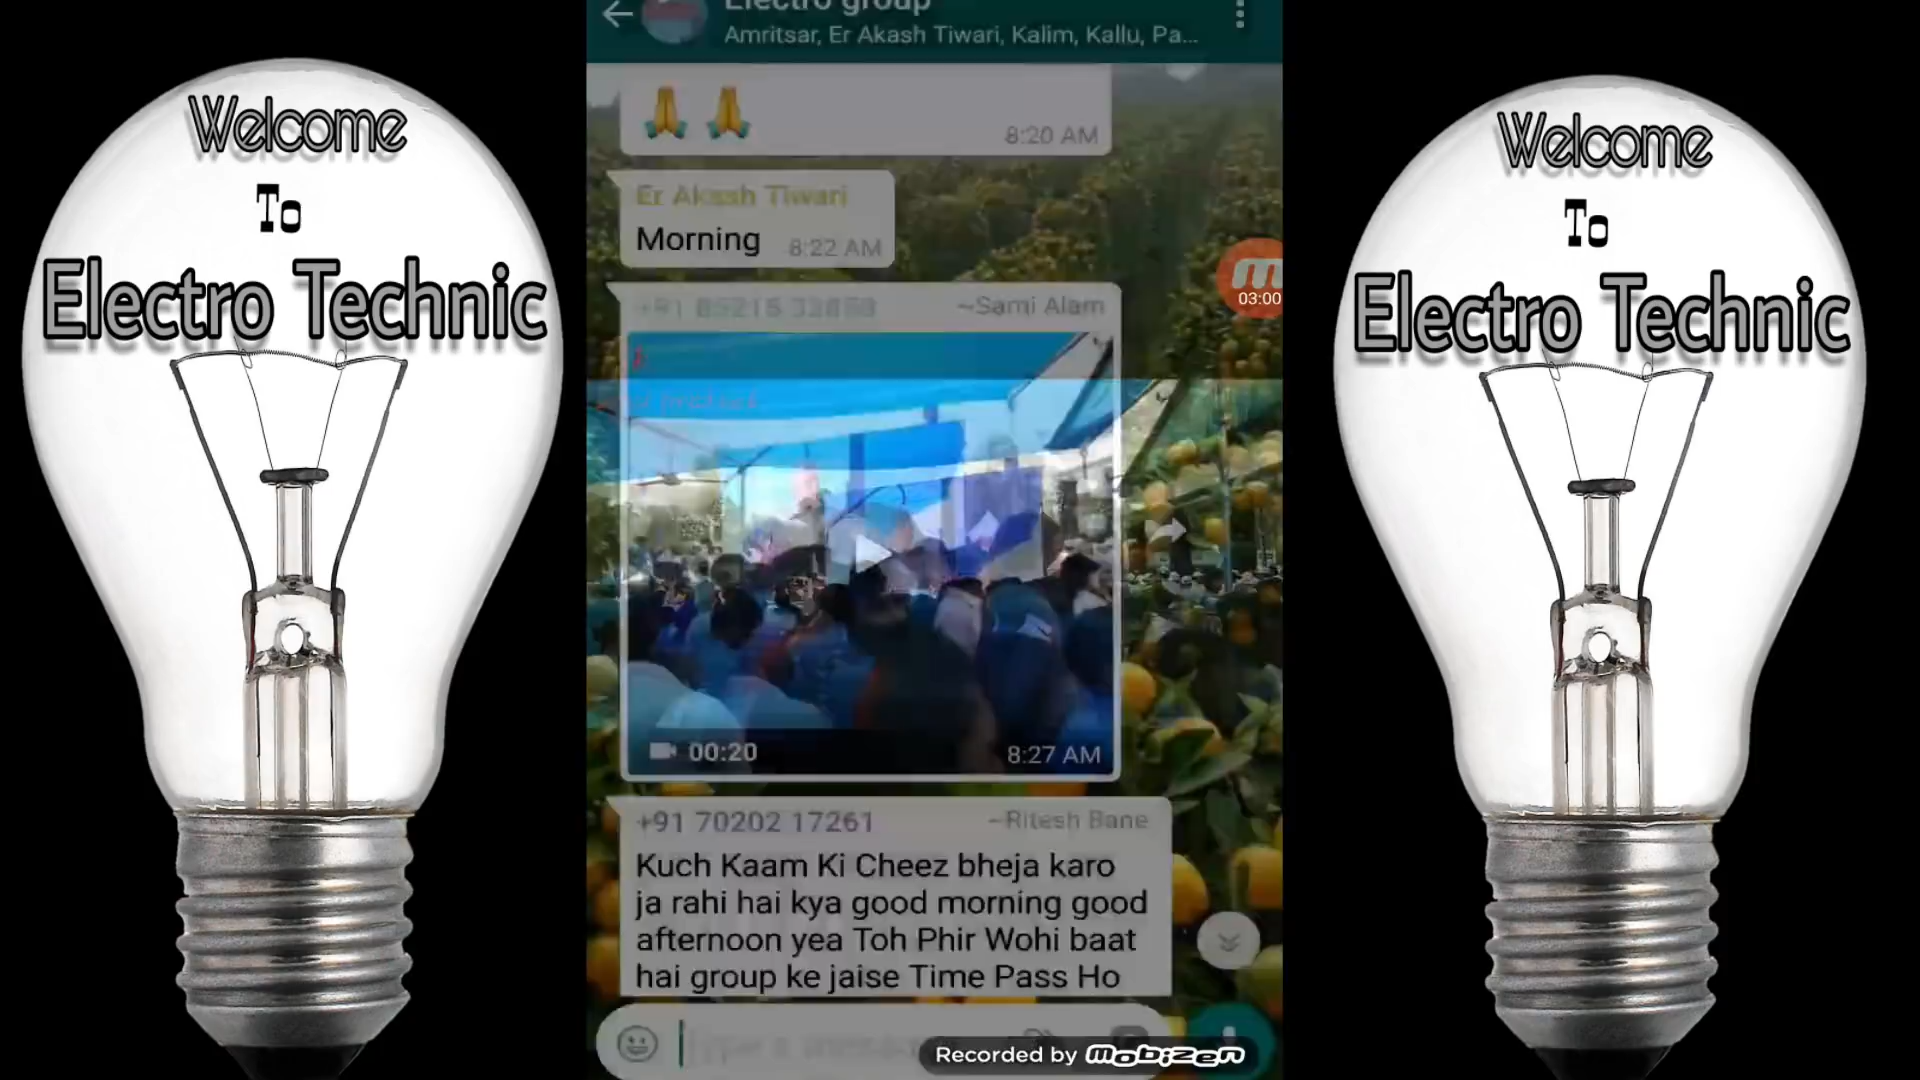 Welcome
To
Electro Technic
Electro group
Amritsar, Er Akash Tiwari, Kalim, Kallu, Pa...
8:20 AM
Er Akash Tiwari
Morning 8:22 AM
03:00
~Sami Alam
00:20 8:27 AM
+91 70202 17261 ~Ritesh Bane
Kuch Kaam Ki Cheez bheja karo
ja rahi hai kya good morning good
afternoon yea Toh Phir Wohi baat
hai group ke jaise Time Pass Ho
Recorded by mobizen
Welcome
To
Electro Technic